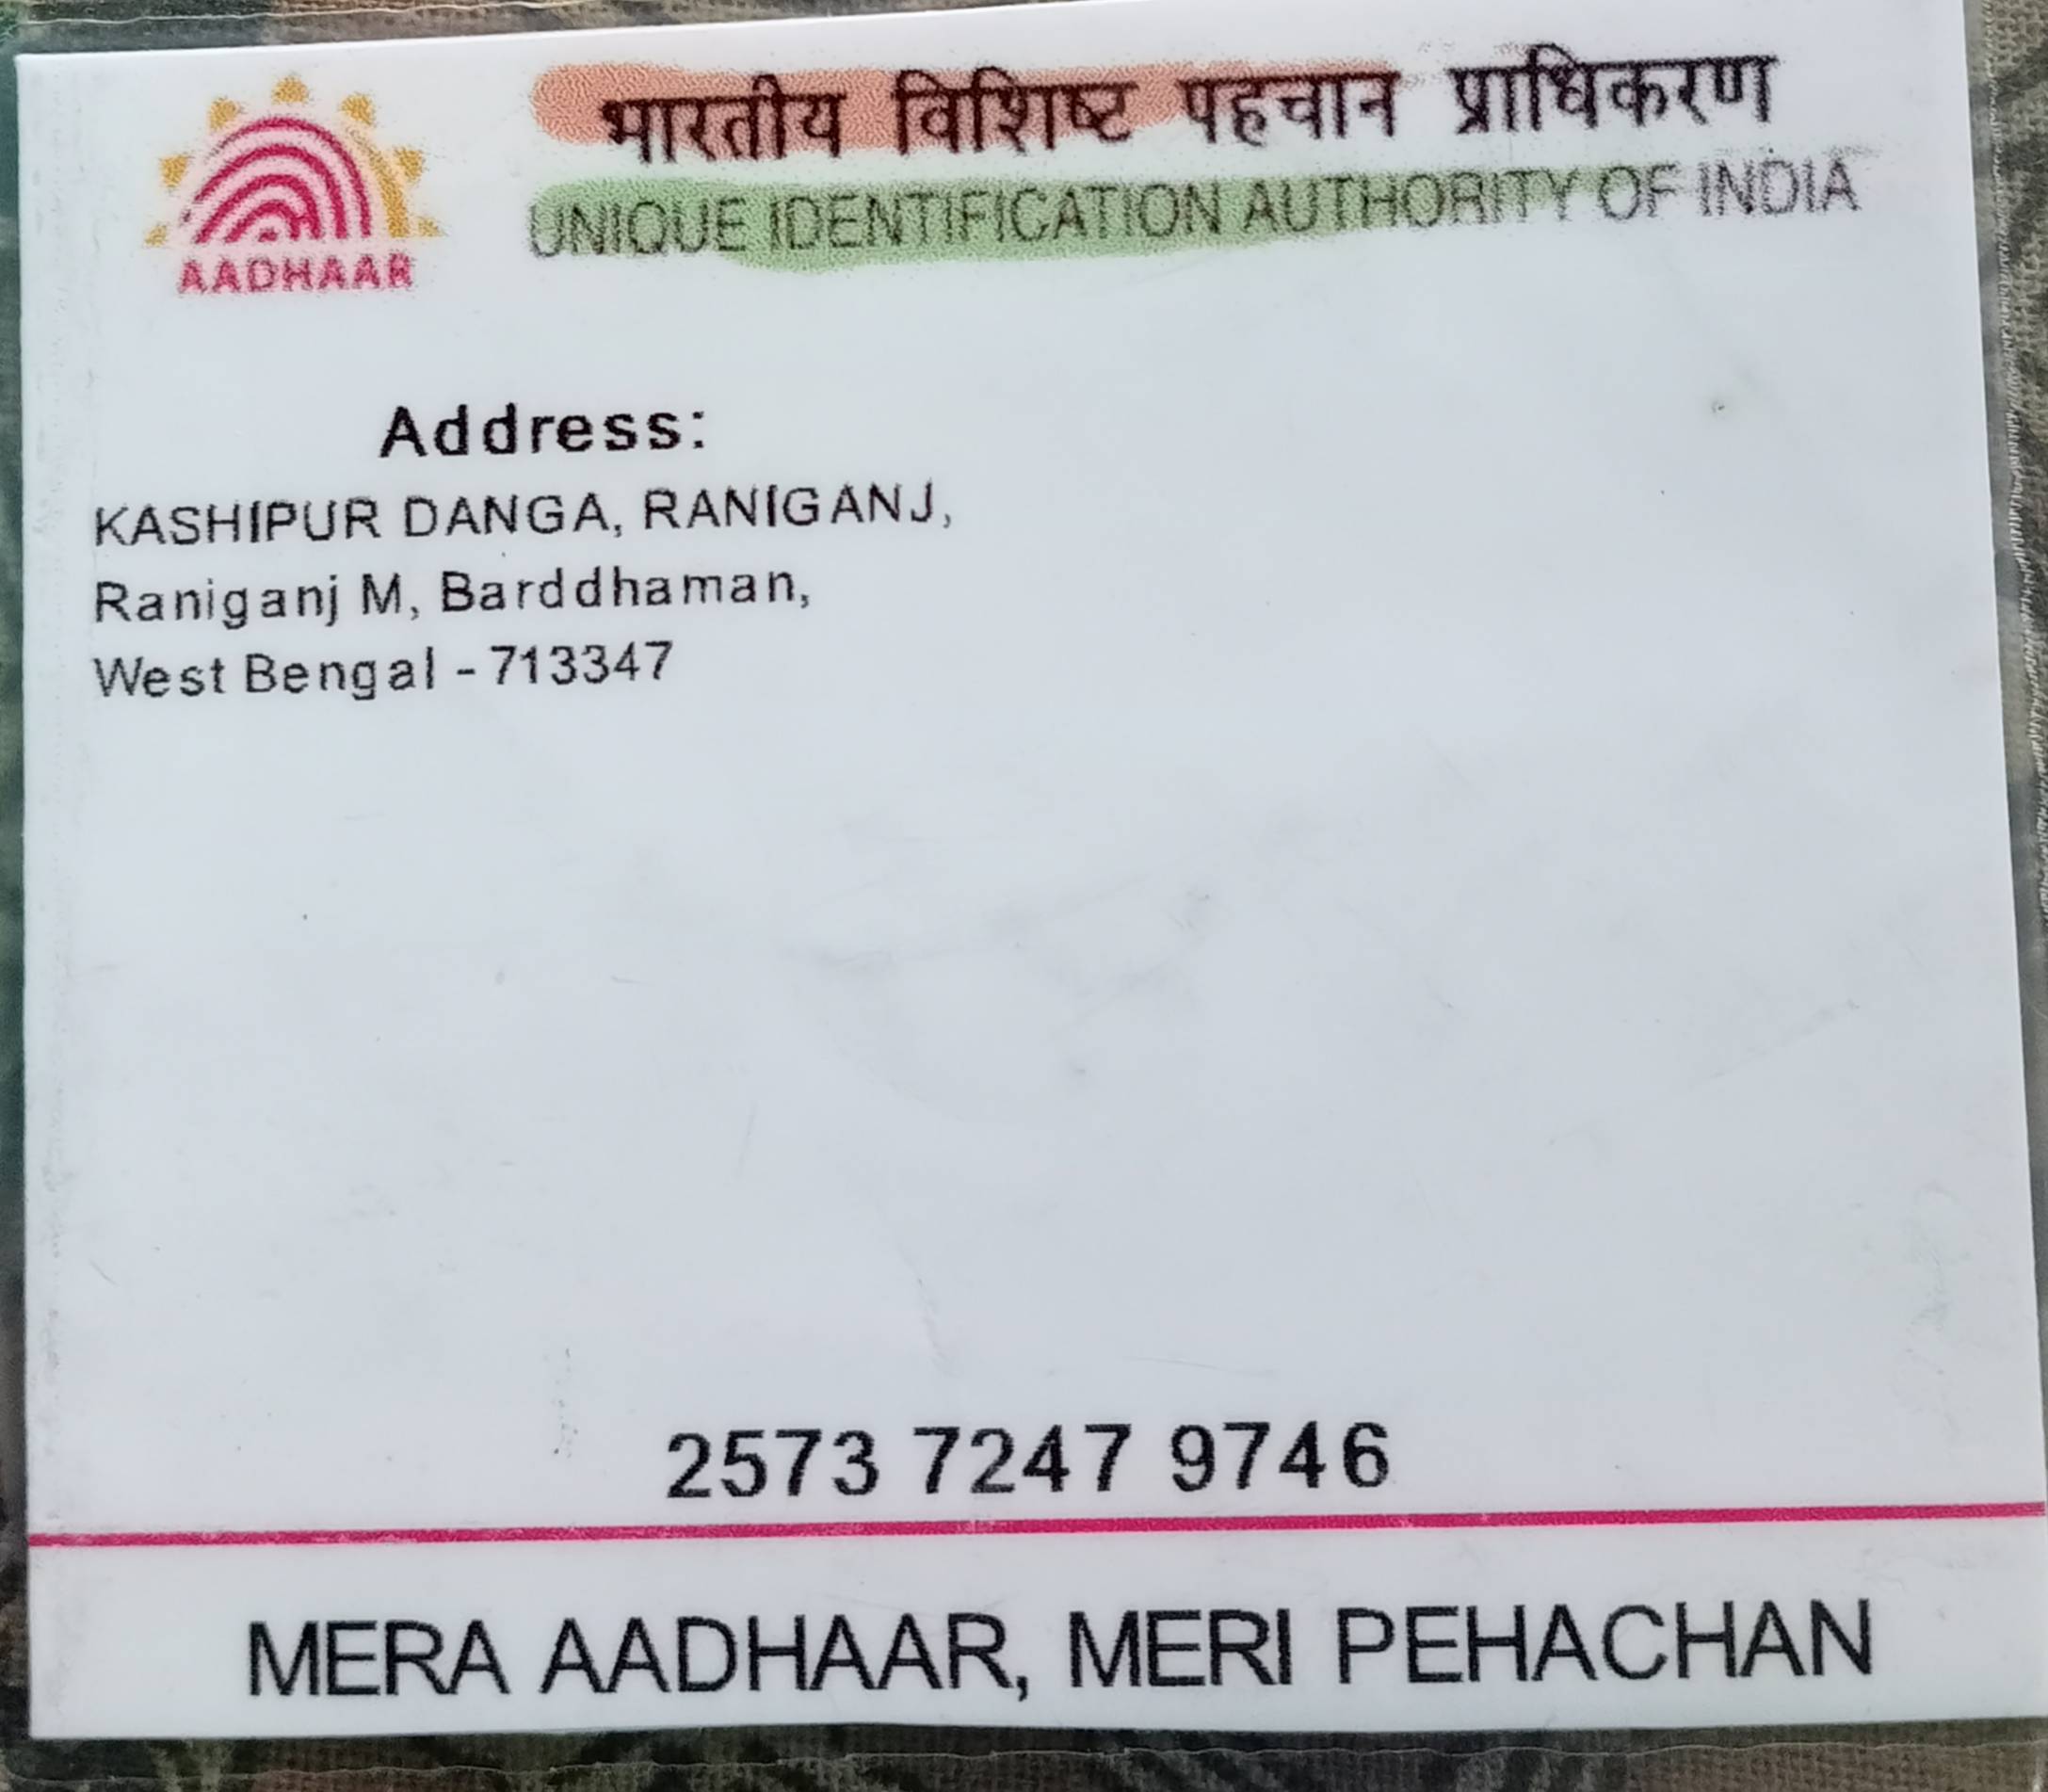 भारतीय विशिष्ट पहचान प्राधिकरण
UNIQUE IDENTIFICATION AUTHORITY OF INDIA
AADHAAR
Address:
KASHIPUR DANGA, RANIGANJ,
Raniganj M, Barddhaman,
West Bengal - 713347
2573 7247 9746
MERA AADHAAR, MERI PEHACHAN